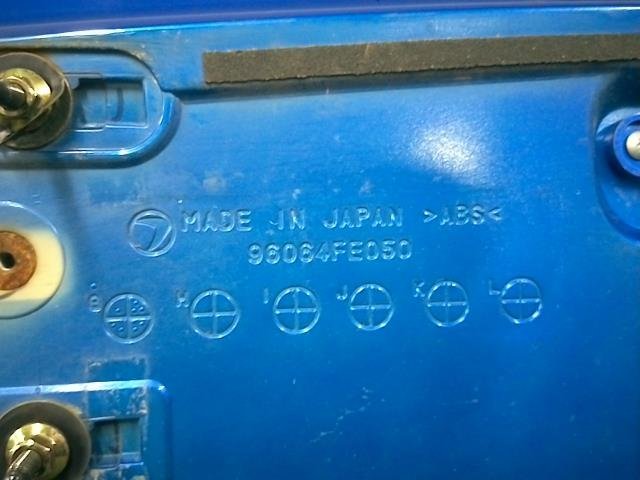 MADE IN JAPAN >ABS<
96064FE050
B H I J K L